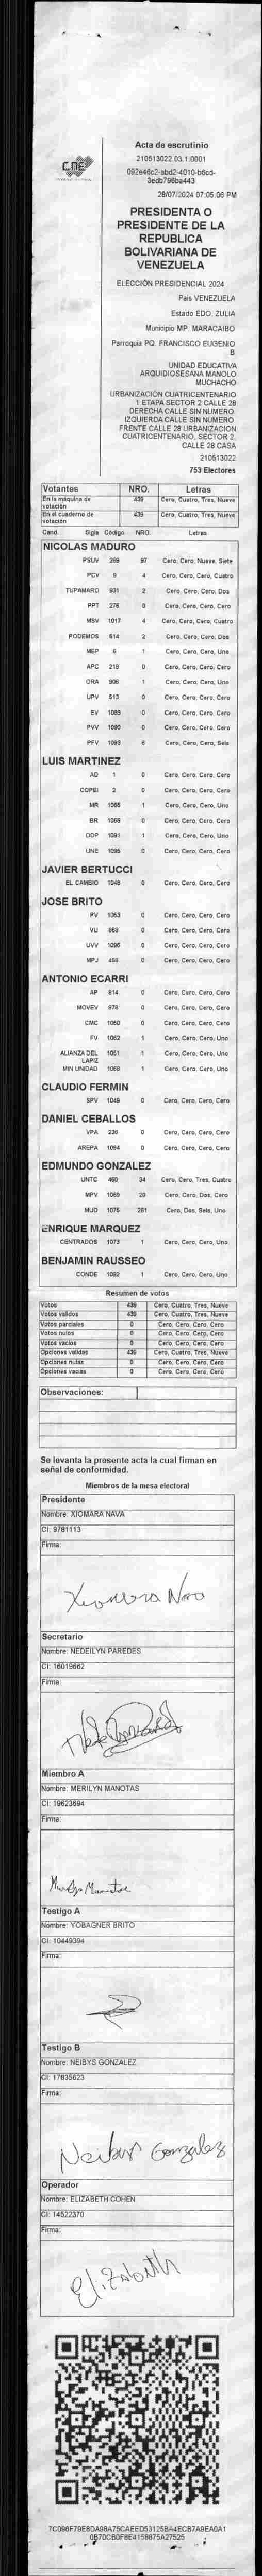 CNE
Acta de escrutinio
210513022.03.1.0001
092e46c2-abd2-4010-b6cd-
3edb796ba443
28/07/2024 07:05:06 PM
PRESIDENTA O
PRESIDENTE DE LA
REPUBLICA
BOLIVARIANA DE
VENEZUELA
ELECCIÓN PRESIDENCIAL 2024
País VENEZUELA
Estado EDO. ZULIA
Municipio MP. MARACAIBO
Parroquia PQ. FRANCISCO EUGENIO
B
UNIDAD EDUCATIVA
ARQUIDIOSESANA MANOLO
MUCHACHO
URBANIZACIÓN CUATRICENTENARIO
1 ETAPA SECTOR 2 CALLE 28
DERECHA CALLE SIN NUMERO.
IZQUIERDA CALLE SIN NUMERO.
FRENTE CALLE 28 URBANIZACION
CUATRICENTENARIO, SECTOR 2,
CALLE 28 CASA
210513022
753 Electores
Votantes NRO. Letras
En la máquina de votación 439 Cero, Cuatro, Tres, Nueve
En el cuaderno de votación 439 Cero, Cuatro, Tres, Nueve
Cand. Sigla Código NRO. Letras
NICOLAS MADURO
PSUV 269 97 Cero, Cero, Nueve, Siete
PCV 9 4 Cero, Cero, Cero, Cuatro
TUPAMARO 931 2 Cero, Cero, Cero, Dos
PPT 276 0 Cero, Cero, Cero, Cero
MSV 1017 4 Cero, Cero, Cero, Cuatro
PODEMOS 514 2 Cero, Cero, Cero, Dos
MEP 6 1 Cero, Cero, Cero, Uno
APC 219 0 Cero, Cero, Cero, Cero
ORA 906 1 Cero, Cero, Cero, Uno
UPV 613 0 Cero, Cero, Cero, Cero
EV 1089 0 Cero, Cero, Cero, Cero
PVV 1090 0 Cero, Cero, Cero, Cero
PFV 1093 6 Cero, Cero, Cero, Seis
LUIS MARTINEZ
AD 1 0 Cero, Cero, Cero, Cero
COPEI 2 0 Cero, Cero, Cero, Cero
MR 1065 1 Cero, Cero, Cero, Uno
BR 1066 0 Cero, Cero, Cero, Cero
DDP 1091 1 Cero, Cero, Cero, Uno
UNE 1095 0 Cero, Cero, Cero, Cero
JAVIER BERTUCCI
EL CAMBIO 1048 0 Cero, Cero, Cero, Cero
JOSE BRITO
PV 1053 0 Cero, Cero, Cero, Cero
VU 869 0 Cero, Cero, Cero, Cero
UVV 1096 0 Cero, Cero, Cero, Cero
MPJ 458 0 Cero, Cero, Cero, Cero
ANTONIO ECARRI
AP 814 0 Cero, Cero, Cero, Cero
MOVEV 878 0 Cero, Cero, Cero, Cero
CMC 1050 0 Cero, Cero, Cero, Cero
FV 1062 1 Cero, Cero, Cero, Uno
ALIANZA DEL LAPIZ 1051 1 Cero, Cero, Cero, Uno
MIN UNIDAD 1068 1 Cero, Cero, Cero, Uno
CLAUDIO FERMIN
SPV 1049 0 Cero, Cero, Cero, Cero
DANIEL CEBALLOS
VPA 236 0 Cero, Cero, Cero, Cero
AREPA 1094 0 Cero, Cero, Cero, Cero
EDMUNDO GONZALEZ
UNTC 460 34 Cero, Cero, Tres, Cuatro
MPV 1069 20 Cero, Cero, Dos, Cero
MUD 1075 261 Cero, Dos, Seis, Uno
ENRIQUE MARQUEZ
CENTRADOS 1073 1 Cero, Cero, Cero, Uno
BENJAMIN RAUSSEO
CONDE 1092 1 Cero, Cero, Cero, Uno
Resumen de votos
Votos 439 Cero, Cuatro, Tres, Nueve
Votos validos 439 Cero, Cuatro, Tres, Nueve
Votos parciales 0 Cero, Cero, Cero, Cero
Votos nulos 0 Cero, Cero, Cero, Cero
Votos vacios 0 Cero, Cero, Cero, Cero
Opciones validas 439 Cero, Cuatro, Tres, Nueve
Opciones nulas 0 Cero, Cero, Cero, Cero
Opciones vacias 0 Cero, Cero, Cero, Cero
Observaciones:
Se levanta la presente acta la cual firman en
señal de conformidad.
Miembros de la mesa electoral
Presidente
Nombre: XIOMARA NAVA
CI: 9781113
Firma:
Xiomara Nava
Secretario
Nombre: NEDEILYN PAREDES
CI: 16019662
Firma:
Miembro A
Nombre: MERILYN MANOTAS
CI: 19623694
Firma:
Testigo A
Nombre: YOBAGNER BRITO
CI: 10449394
Firma:
Testigo B
Nombre: NEIBYS GONZALEZ
CI: 17835623
Firma:
Neibys Gonzalez
Operador
Nombre: ELIZABETH COHEN
CI: 14522370
Firma:
Elizabeth
7C096F79E8DA98A75CAEED53125BA4ECB7A9EA0A1
0B70CB0F8E4158875A27525